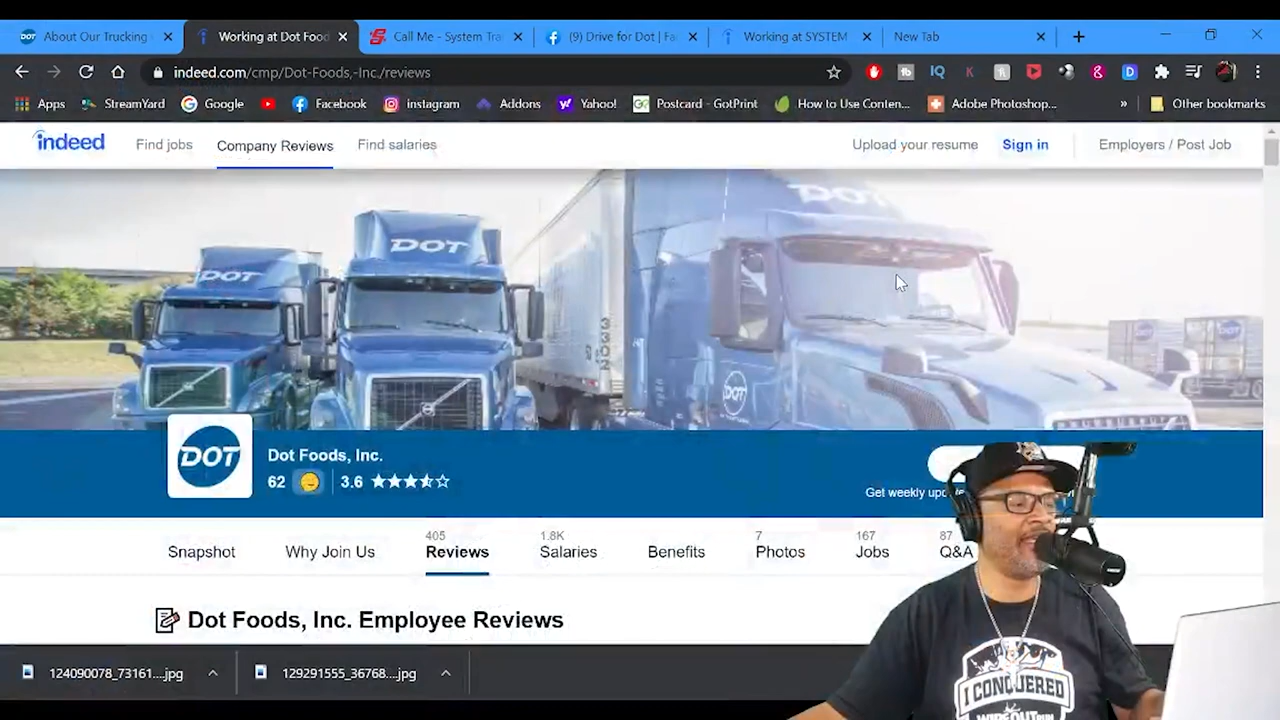 About Our Trucking
Working at Dot Food
Call Me - System Tra
(9) Drive for Dot | Fa
Working at SYSTEM
New Tab
indeed.com/cmp/Dot-Foods,-Inc./reviews
Apps
StreamYard
Google
Facebook
instagram
Addons
Yahoo!
Postcard - GotPrint
How to Use Conten...
Adobe Photoshop...
Other bookmarks
indeed
Find jobs
Company Reviews
Find salaries
Upload your resume
Sign in
Employers / Post Job
DOT
DOT
DOT
3302
DOT
DOT
Dot Foods, Inc.
62
3.6
Get weekly upd
Snapshot
Why Join Us
405
Reviews
1.8K
Salaries
Benefits
7
Photos
167
Jobs
87
Q&A
Dot Foods, Inc. Employee Reviews
124090078_73161....jpg
129291555_36768....jpg
I CONQUERED